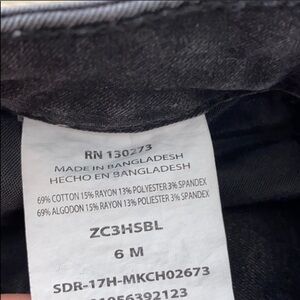 RN 130273
MADE IN BANGLADESH
HECHO EN BANGLADESH
69% COTTON 15% RAYON 13% POLYESTER 3% SPANDEX
69% ALGODON 15% RAYON 13% POLIESTER 3% SPANDEX
ZC3HSBL
6 M
SDR-17H-MKCH02673